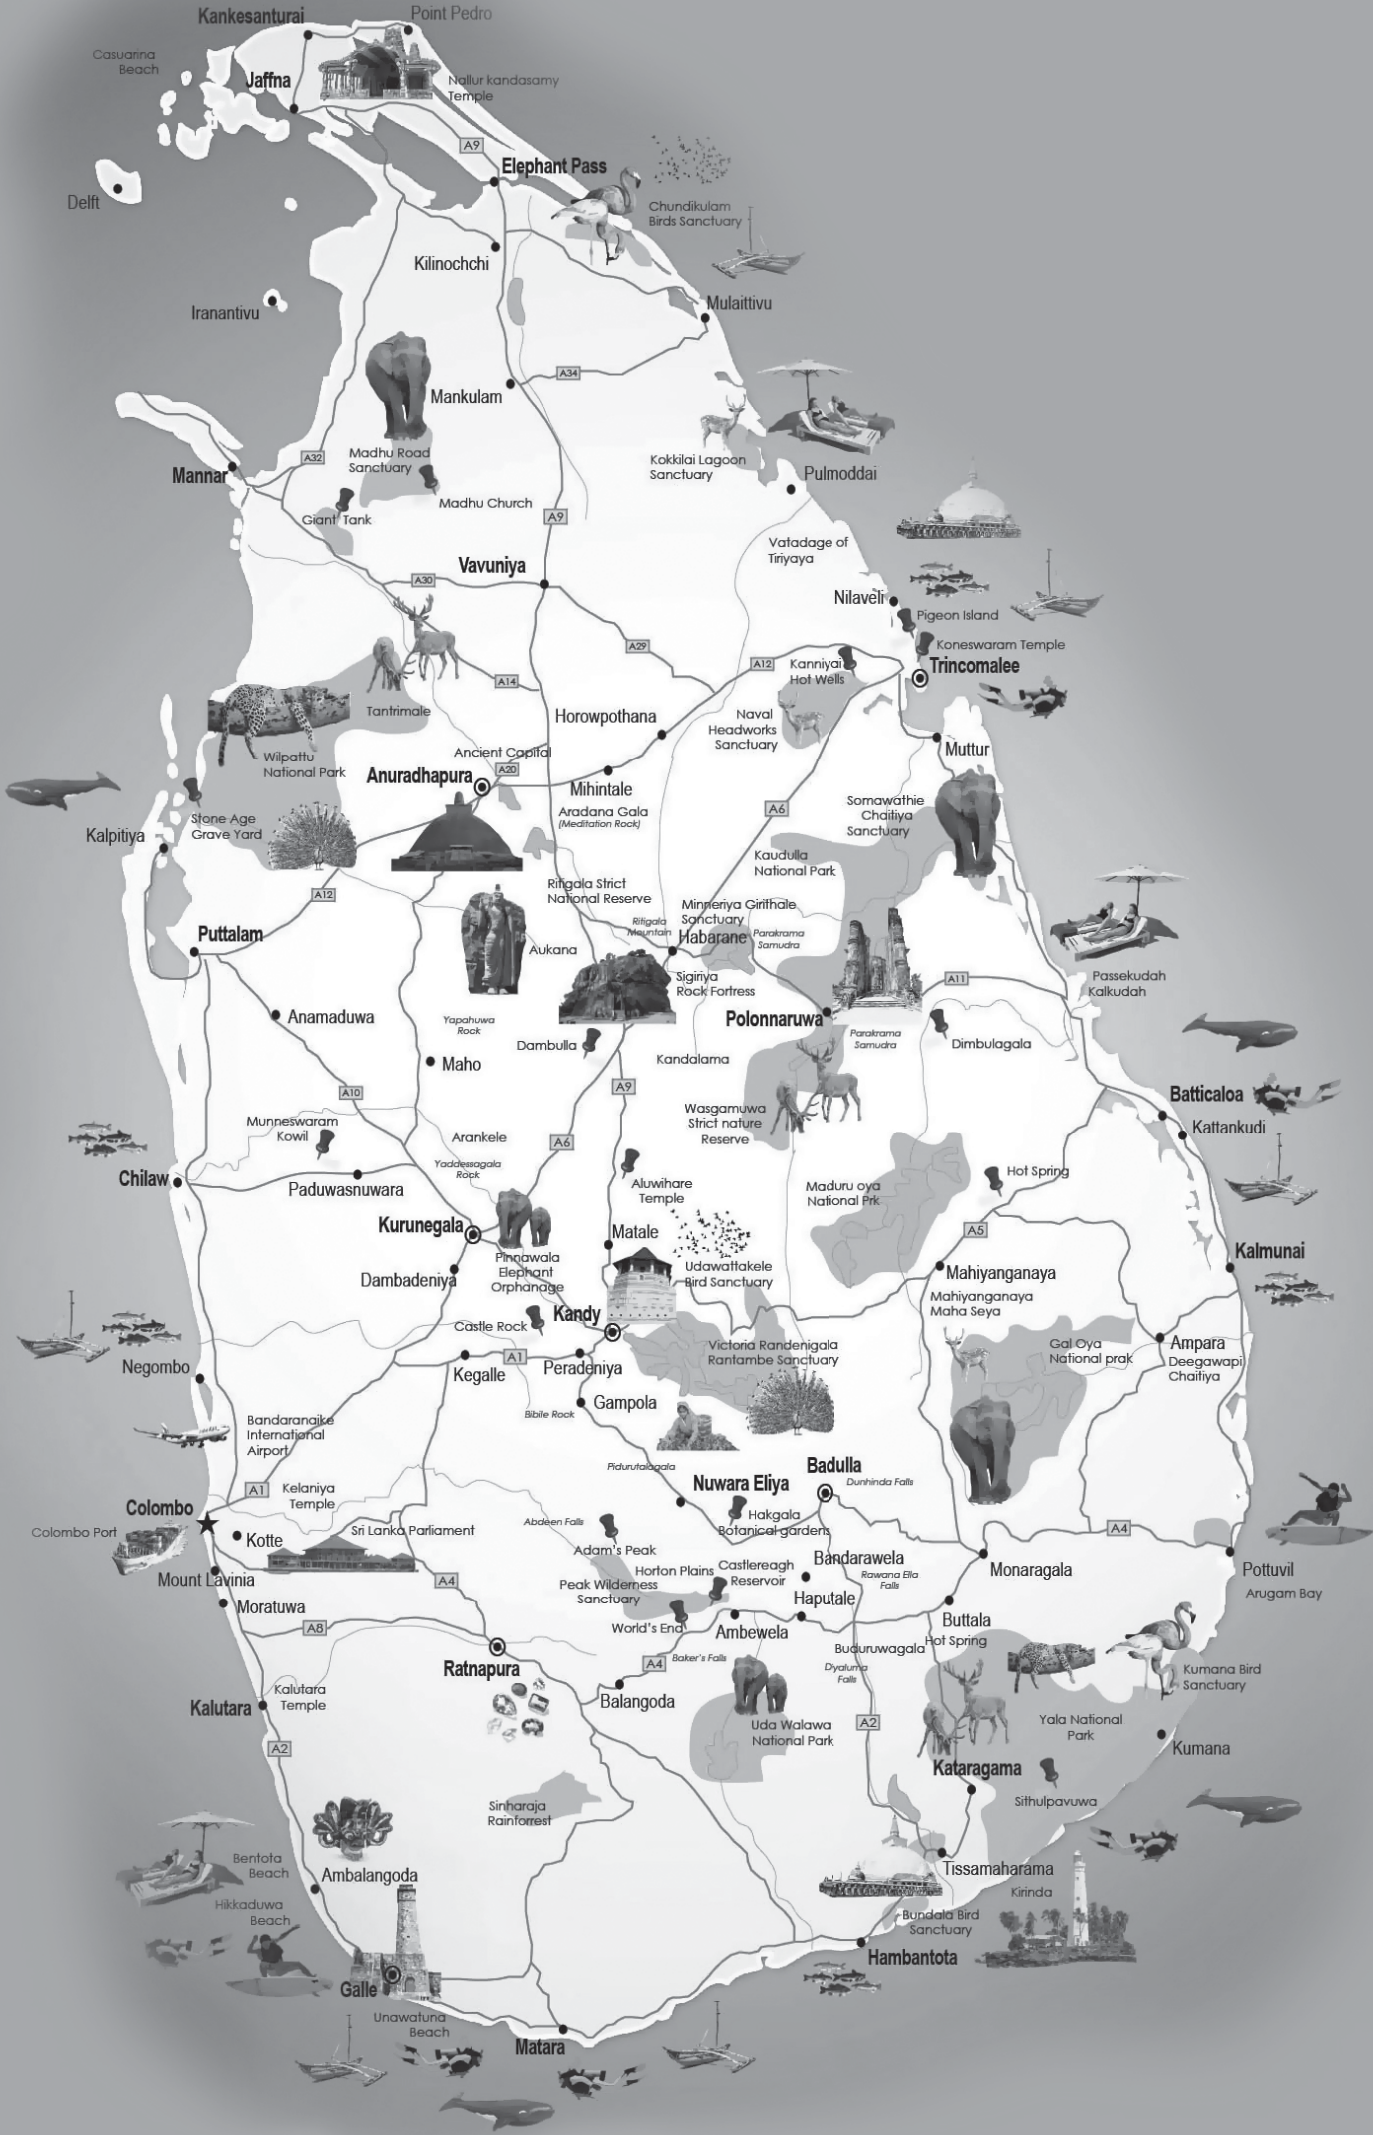 Kankesanturai
Point Pedro
Casuarina
Beach
Jaffna
Nallur kandasamy
Temple
A9
Elephant Pass
Delft
Chundikulam
Birds Sanctuary
Kilinochchi
Iranantivu
Mulaittivu
A34
Mankulam
Madhu Road
Sanctuary
A32
Mannar
Kokkilai Lagoon
Sanctuary
Pulmoddai
Madhu Church
Giant Tank
A9
Vatadage of
Tiriyaya
Vavuniya
A30
Nilaveli
Pigeon Island
Koneswaram Temple
A29
Trincomalee
A12
Kanniyai
Hot Wells
A14
Tantrimale
Horowpothana
Naval
Headworks
Sanctuary
Muttur
Wilpattu
National Park
Ancient Capital
Anuradhapura
A20
Mihintale
Aradana Gala
(Meditation Rock)
A6
Somawathie
Chaitiya
Sanctuary
Stone Age
Grave Yard
Kalpitiya
Kaudulla
National Park
Ritigala Strict
National Reserve
A12
Minneriya Girithale
Sanctuary
Ritigala
Mountain
Habarane
Parakrama
Samudra
Puttalam
Aukana
Sigiriya
Rock Fortress
A11
Passekudah
Kalkudah
Anamaduwa
Yapahuwa
Rock
Polonnaruwa
Parakrama
Samudra
Dimbulagala
Dambulla
Kandalama
Maho
A10
A9
Batticaloa
Kattankudi
Wasgamuwa
Strict nature
Reserve
Munneswaram
Kowil
Arankele
A6
Yaddessagala
Rock
Chilaw
Paduwasnuwara
Aluwihare
Temple
Maduru oya
National Prk
Hot Spring
Kurunegala
Matale
A5
Kalmunai
Pinnawala
Elephant
Orphanage
Udawattakele
Bird Sanctuary
Dambadeniya
Mahiyanganaya
Mahiyanganaya
Maha Seya
Castle Rock
Kandy
Gal Oya
National prak
Ampara
Deegawapi
Chaitiya
Negombo
A1
Kegalle
Peradeniya
Victoria Randenigala
Rantambe Sanctuary
Gampola
Bibile Rock
Bandaranaike
International
Airport
Pidurutalagala
Badulla
Dunhinda Falls
Nuwara Eliya
A1
Kelaniya
Temple
Colombo
Colombo Port
Kotte
Sri Lanka Parliament
Abdeen Falls
Hakgala
Botanical gardens
A4
Adam's Peak
Mount Lavinia
Bandarawela
Rawana Ella
Falls
Monaragala
Pottuvil
Arugam Bay
Horton Plains
Castlereagh
Reservoir
Peak Wilderness
Sanctuary
A4
Haputale
Moratuwa
A8
World's End
Ambewela
Buttala
Hot Spring
Buduruwagala
Ratnapura
A4
Baker's Falls
Dyaluma
Falls
Kumana Bird
Sanctuary
Balangoda
Kalutara
Kalutara
Temple
Uda Walawa
National Park
A2
Yala National
Park
Kumana
A2
Kataragama
Sithulpavuwa
Sinharaja
Rainforrest
Bentota
Beach
Ambalangoda
Tissamaharama
Kirinda
Hikkaduwa
Beach
Bundala Bird
Sanctuary
Hambantota
Galle
Unawatuna
Beach
Matara